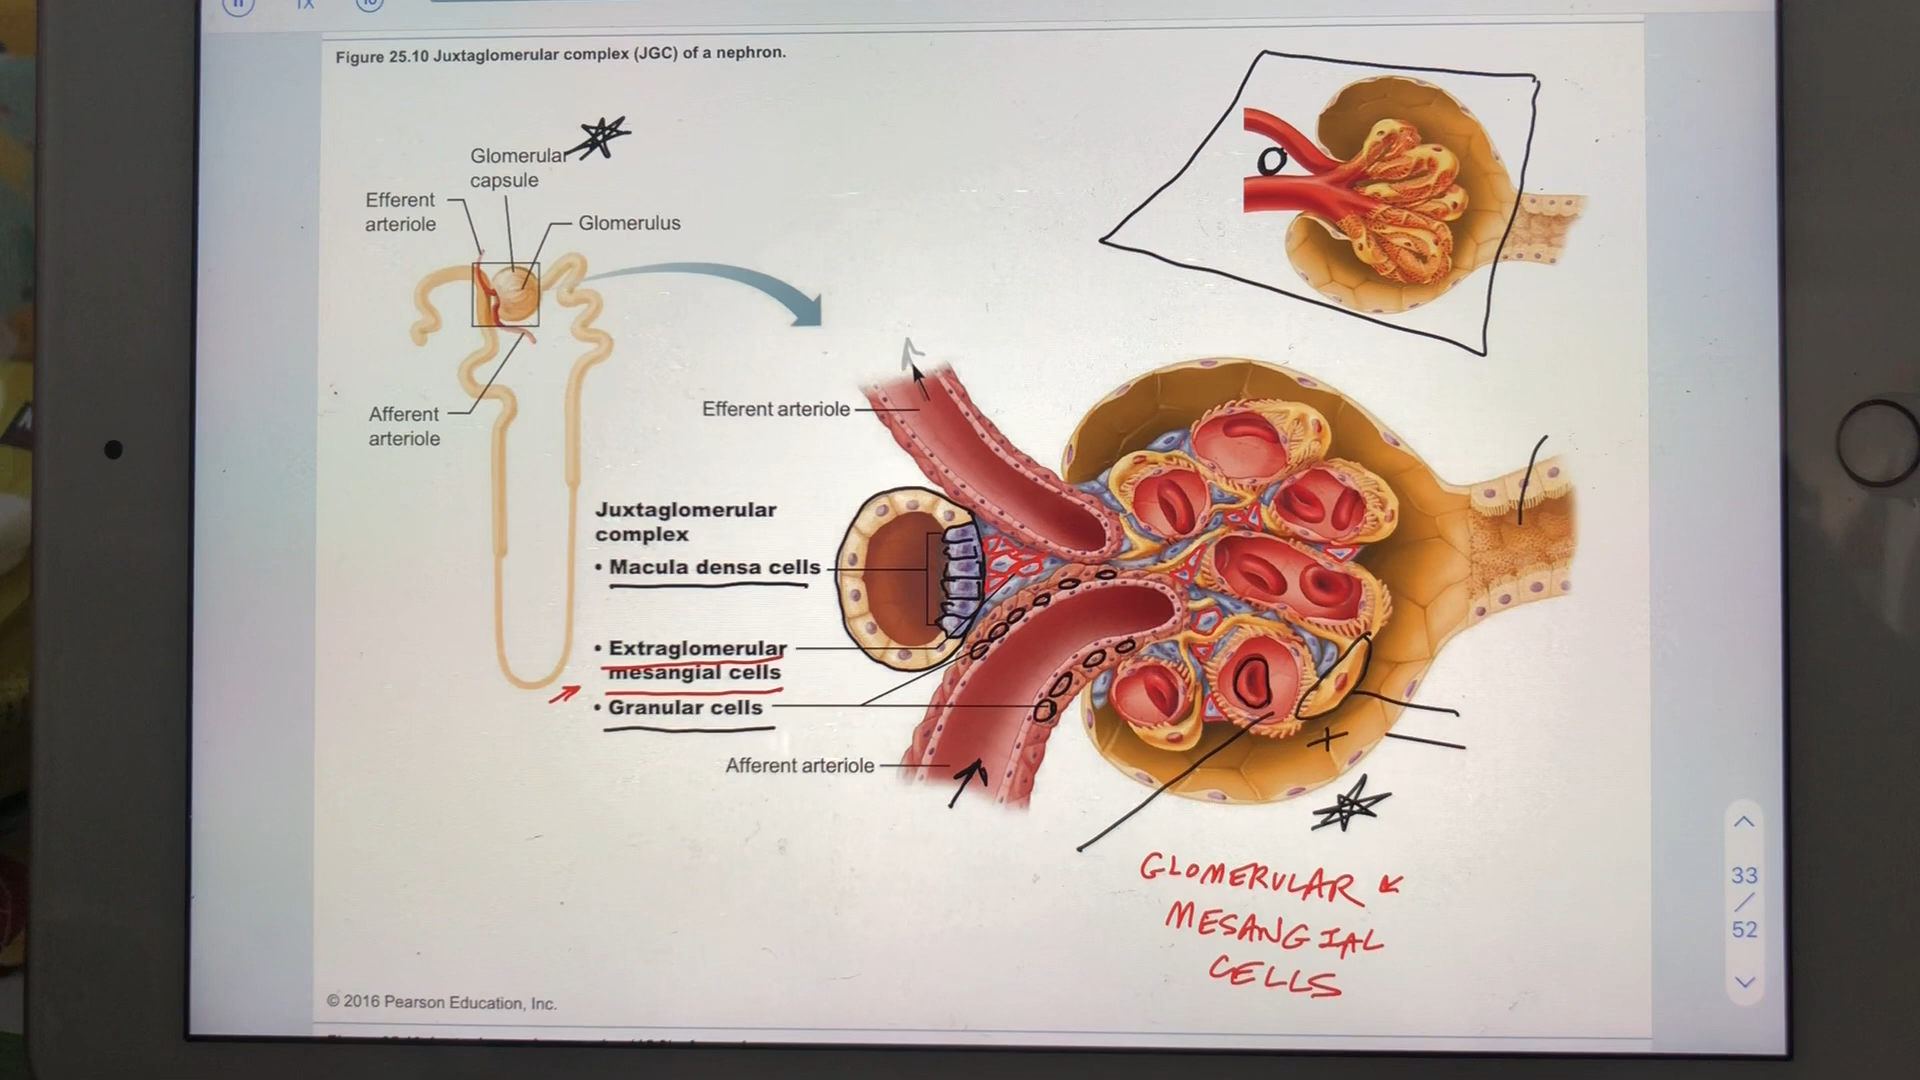 1x
Figure 25.10 Juxtaglomerular complex (JGC) of a nephron.
Glomerular
capsule
Efferent
arteriole
Glomerulus
Afferent
arteriole
Efferent arteriole
Juxtaglomerular
complex
• Macula densa cells
• Extraglomerular
mesangial cells
• Granular cells
Afferent arteriole
+
GLOMERULAR
MESANGIAL
CELLS
33
/
52
© 2016 Pearson Education, Inc.